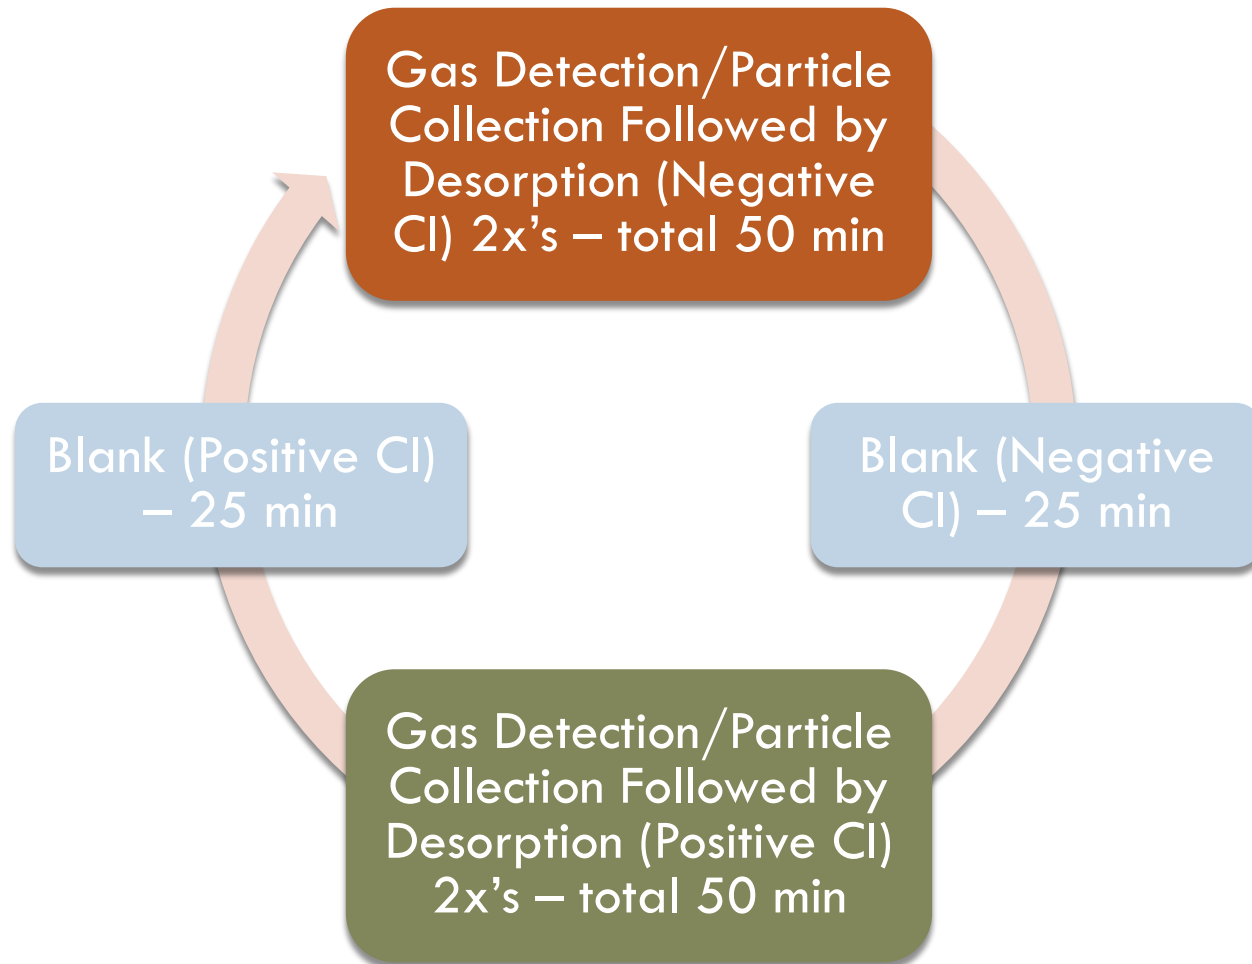 Gas Detection/Particle
Collection Followed by
Desorption (Negative
CI) 2x's – total 50 min
Blank (Positive CI)
– 25 min
Blank (Negative
CI) – 25 min
Gas Detection/Particle
Collection Followed by
Desorption (Positive CI)
2x's – total 50 min